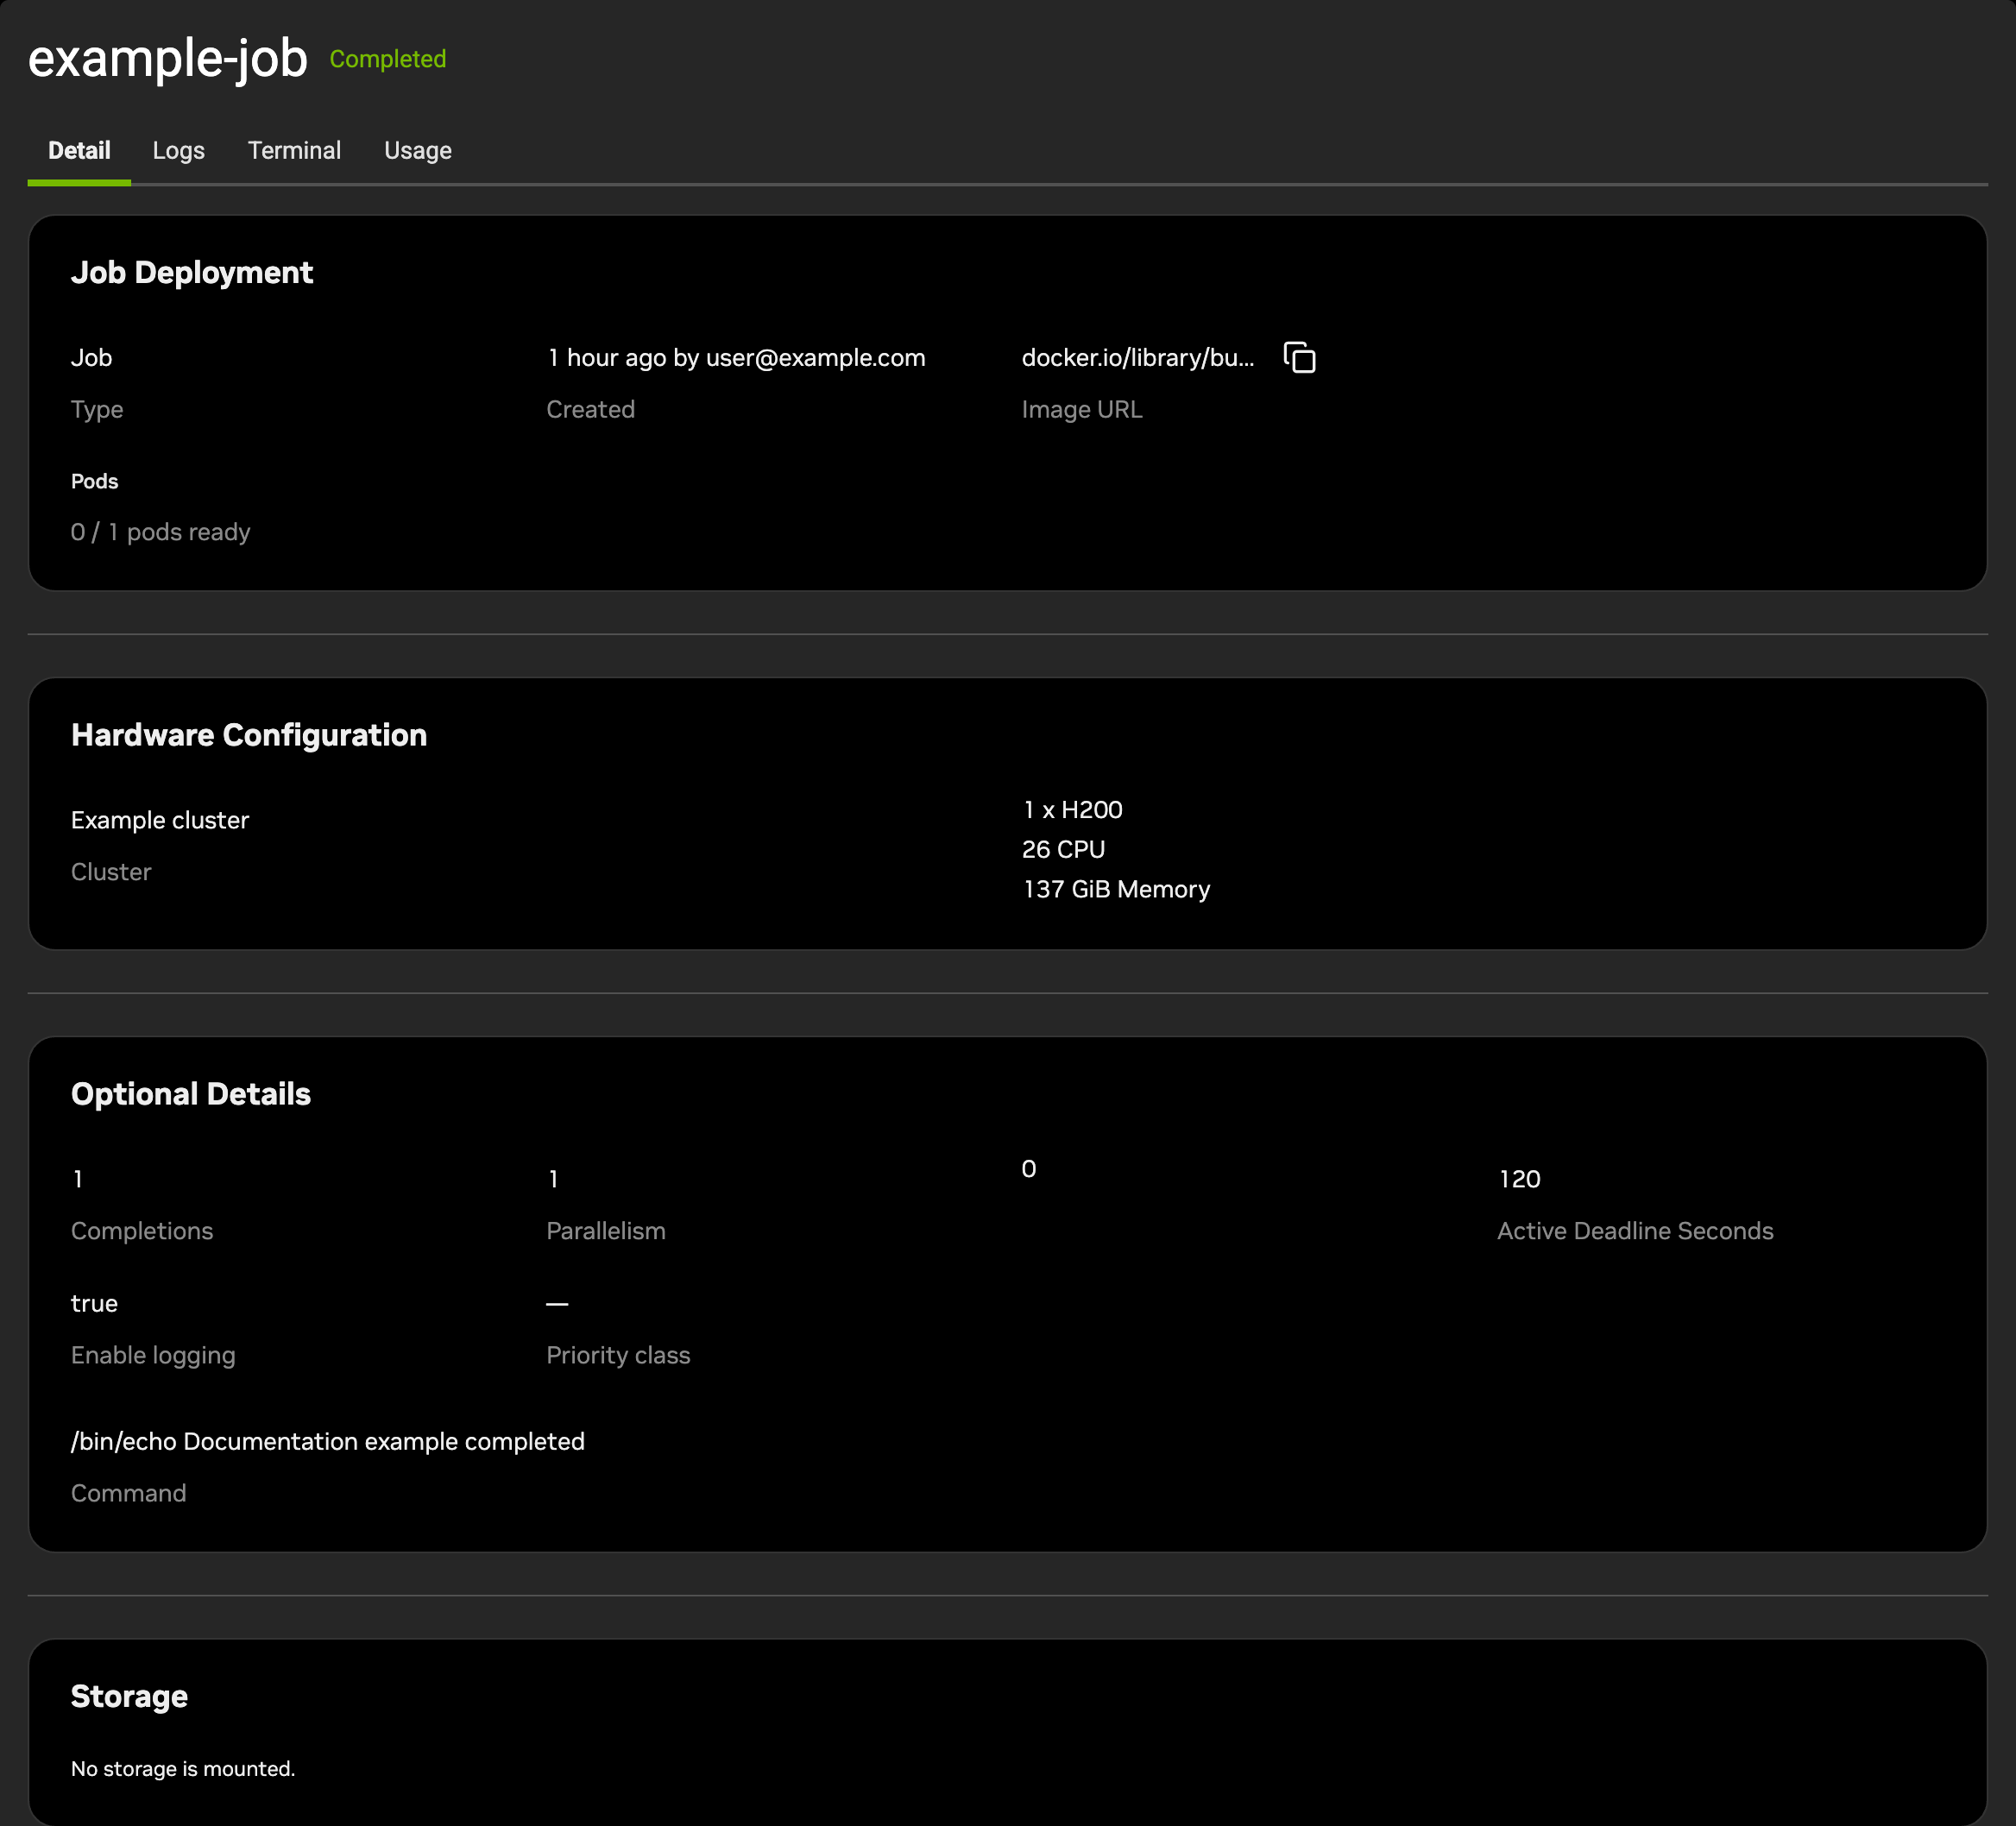 example-job Completed
Detail Logs Terminal Usage
Job Deployment
Job 1 hour ago by user@example.com docker.io/library/bu...
Type Created Image URL
Pods
0 / 1 pods ready
Hardware Configuration
Example cluster
Cluster
1 x H200
26 CPU
137 GiB Memory
Optional Details
1 1 0 120
Completions Parallelism Active Deadline Seconds
true —
Enable logging Priority class
/bin/echo Documentation example completed
Command
Storage
No storage is mounted.